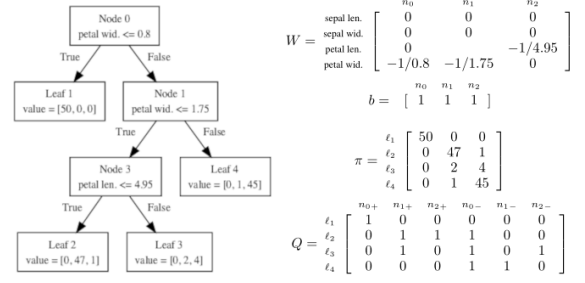 Node 0
petal wid. <= 0.8
True False
Leaf 1
value = [50, 0, 0]
Node 1
petal wid. <= 1.75
True False
Node 3
petal len. <= 4.95
Leaf 4
value = [0, 1, 45]
True False
Leaf 2
value = [0, 47, 1]
Leaf 3
value = [0, 2, 4]
n₀ n₁ n₂
sepal len. 0 0 0
sepal wid. 0 0 0
W =
petal len. 0 −1/4.95
petal wid. −1/0.8 −1/1.75 0
n₀ n₁ n₂
b = [ 1 1 1 ]
ℓ₁ 50 0 0
π =
ℓ₂ 0 47 1
ℓ₃ 0 2 4
ℓ₄ 0 1 45
n₀₊ n₁₊ n₂₊ n₀₋ n₁₋ n₂₋
ℓ₁ 1 0 0 0 0 0
Q =
ℓ₂ 0 1 1 1 0 0
ℓ₃ 0 1 0 1 0 1
ℓ₄ 0 0 0 1 1 0